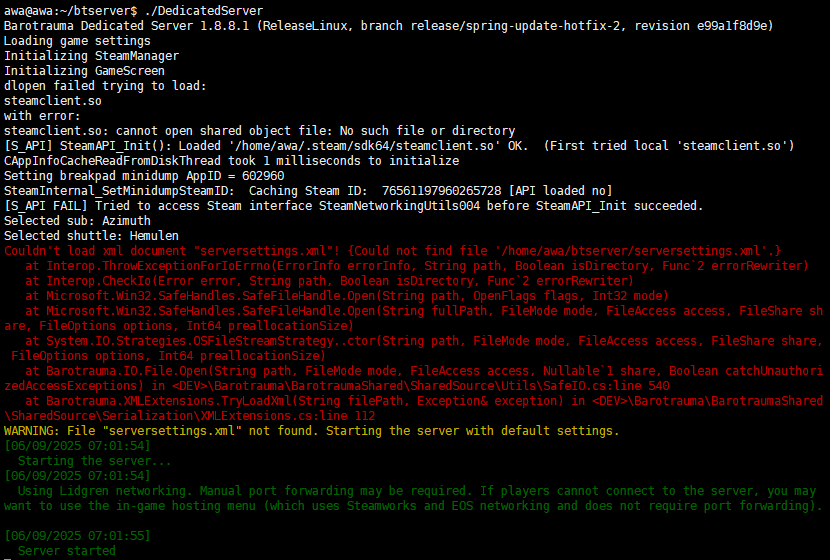 awa@awa:~/btserver$ ./DedicatedServer
Barotrauma Dedicated Server 1.8.8.1 (ReleaseLinux, branch release/spring-update-hotfix-2, revision e99a1f8d9e)
Loading game settings
Initializing SteamManager
Initializing GameScreen
dlopen failed trying to load:
steamclient.so
with error:
steamclient.so: cannot open shared object file: No such file or directory
[S_API] SteamAPI_Init(): Loaded '/home/awa/.steam/sdk64/steamclient.so' OK.  (First tried local 'steamclient.so')
CAppInfoCacheReadFromDiskThread took 1 milliseconds to initialize
Setting breakpad minidump AppID = 602960
SteamInternal_SetMinidumpSteamID:  Caching Steam ID:  76561197960265728 [API loaded no]
[S_API FAIL] Tried to access Steam interface SteamNetworkingUtils004 before SteamAPI_Init succeeded.
Selected sub: Azimuth
Selected shuttle: Hemulen
Couldn't load xml document "serversettings.xml"! {Could not find file '/home/awa/btserver/serversettings.xml'.}
   at Interop.ThrowExceptionForIoErrno(ErrorInfo errorInfo, String path, Boolean isDirectory, Func`2 errorRewriter)
   at Interop.CheckIo(Error error, String path, Boolean isDirectory, Func`2 errorRewriter)
   at Microsoft.Win32.SafeHandles.SafeFileHandle.Open(String path, OpenFlags flags, Int32 mode)
   at Microsoft.Win32.SafeHandles.SafeFileHandle.Open(String fullPath, FileMode mode, FileAccess access, FileShare sh
are, FileOptions options, Int64 preallocationSize)
   at System.IO.Strategies.OSFileStreamStrategy..ctor(String path, FileMode mode, FileAccess access, FileShare share,
 FileOptions options, Int64 preallocationSize)
   at Barotrauma.IO.File.Open(String path, FileMode mode, FileAccess access, Nullable`1 share, Boolean catchUnauthori
zedAccessExceptions) in <DEV>\Barotrauma\BarotraumaShared\SharedSource\Utils\SafeIO.cs:line 540
   at Barotrauma.XMLExtensions.TryLoadXml(String filePath, Exception& exception) in <DEV>\Barotrauma\BarotraumaShared
\SharedSource\Serialization\XMLExtensions.cs:line 112
WARNING: File "serversettings.xml" not found. Starting the server with default settings.
[06/09/2025 07:01:54]
  Starting the server...
[06/09/2025 07:01:54]
  Using Lidgren networking. Manual port forwarding may be required. If players cannot connect to the server, you may
want to use the in-game hosting menu (which uses Steamworks and EOS networking and does not require port forwarding).
[06/09/2025 07:01:55]
  Server started